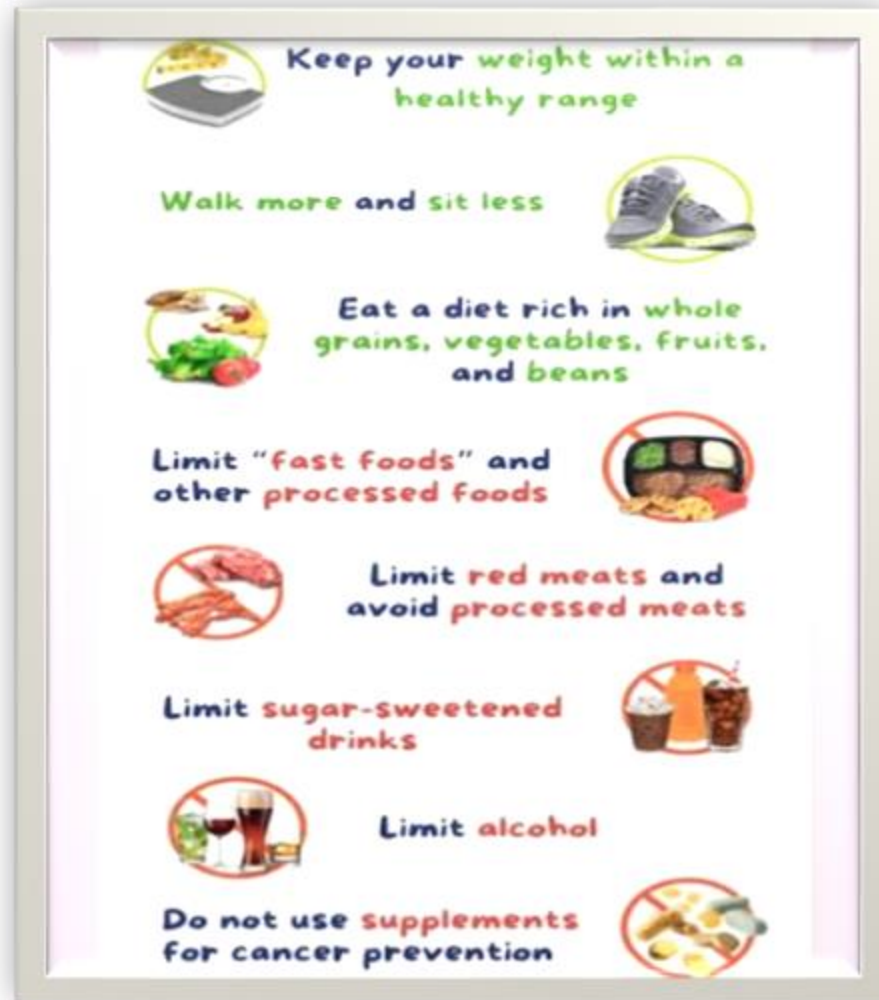 Keep your weight within a
healthy range
Walk more and sit less
Eat a diet rich in whole
grains, vegetables, fruits,
and beans
Limit "fast foods" and
other processed foods
Limit red meats and
avoid processed meats
Limit sugar-sweetened
drinks
Limit alcohol
Do not use supplements
for cancer prevention